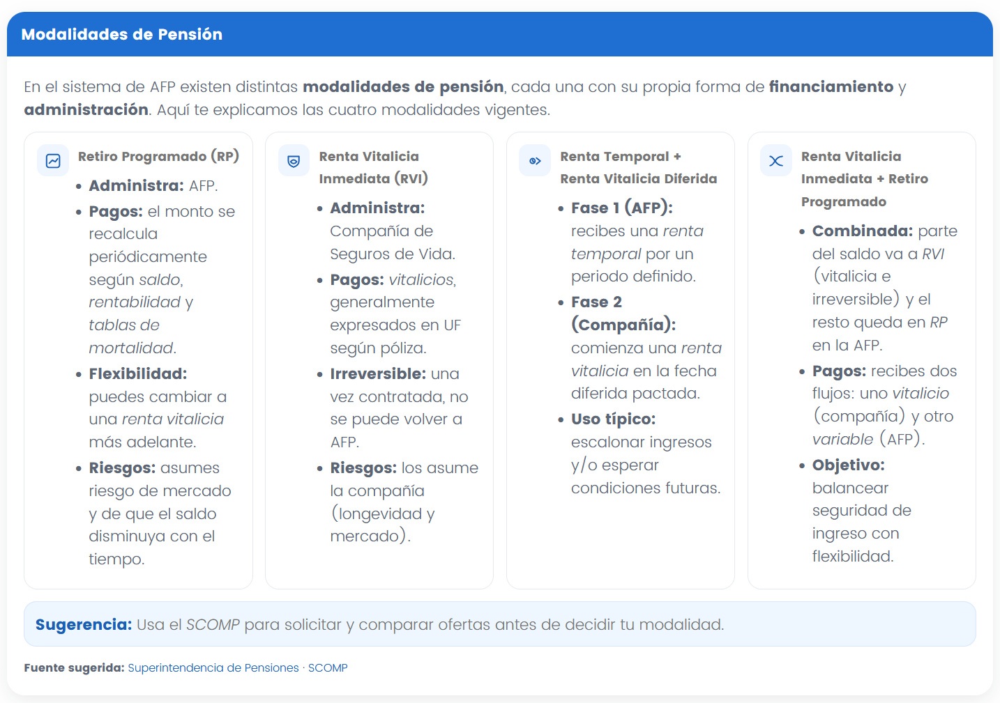 Modalidades de Pensión
En el sistema de AFP existen distintas modalidades de pensión, cada una con su propia forma de financiamiento y
administración. Aquí te explicamos las cuatro modalidades vigentes.
Retiro Programado (RP)
• Administra: AFP.
• Pagos: el monto se
recalcula
periódicamente
según saldo,
rentabilidad y
tablas de
mortalidad.
• Flexibilidad:
puedes cambiar a
una renta vitalicia
más adelante.
• Riesgos: asumes
riesgo de mercado
y de que el saldo
disminuya con el
tiempo.
Renta Vitalicia
Inmediata (RVI)
• Administra:
Compañía de
Seguros de Vida.
• Pagos: vitalicios,
generalmente
expresados en UF
según póliza.
• Irreversible: una
vez contratada, no
se puede volver a
AFP.
• Riesgos: los asume
la compañía
(longevidad y
mercado).
Renta Temporal +
Renta Vitalicia Diferida
• Fase 1 (AFP):
recibes una renta
temporal por un
periodo definido.
• Fase 2
(Compañía):
comienza una renta
vitalicia en la fecha
diferida pactada.
• Uso típico:
escalonar ingresos
y/o esperar
condiciones futuras.
Renta Vitalicia
Inmediata + Retiro
Programado
• Combinada: parte
del saldo va a RVI
(vitalicia e
irreversible) y el
resto queda en RP
en la AFP.
• Pagos: recibes dos
flujos: uno vitalicio
(compañía) y otro
variable (AFP).
• Objetivo:
balancear
seguridad de
ingreso con
flexibilidad.
Sugerencia: Usa el SCOMP para solicitar y comparar ofertas antes de decidir tu modalidad.
Fuente sugerida: Superintendencia de Pensiones · SCOMP